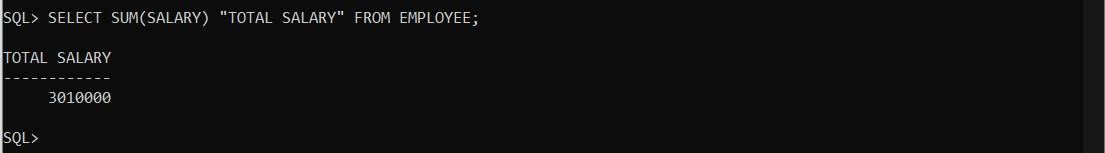 SQL> SELECT SUM(SALARY) "TOTAL SALARY" FROM EMPLOYEE;
TOTAL SALARY
------------
3010000
SQL>